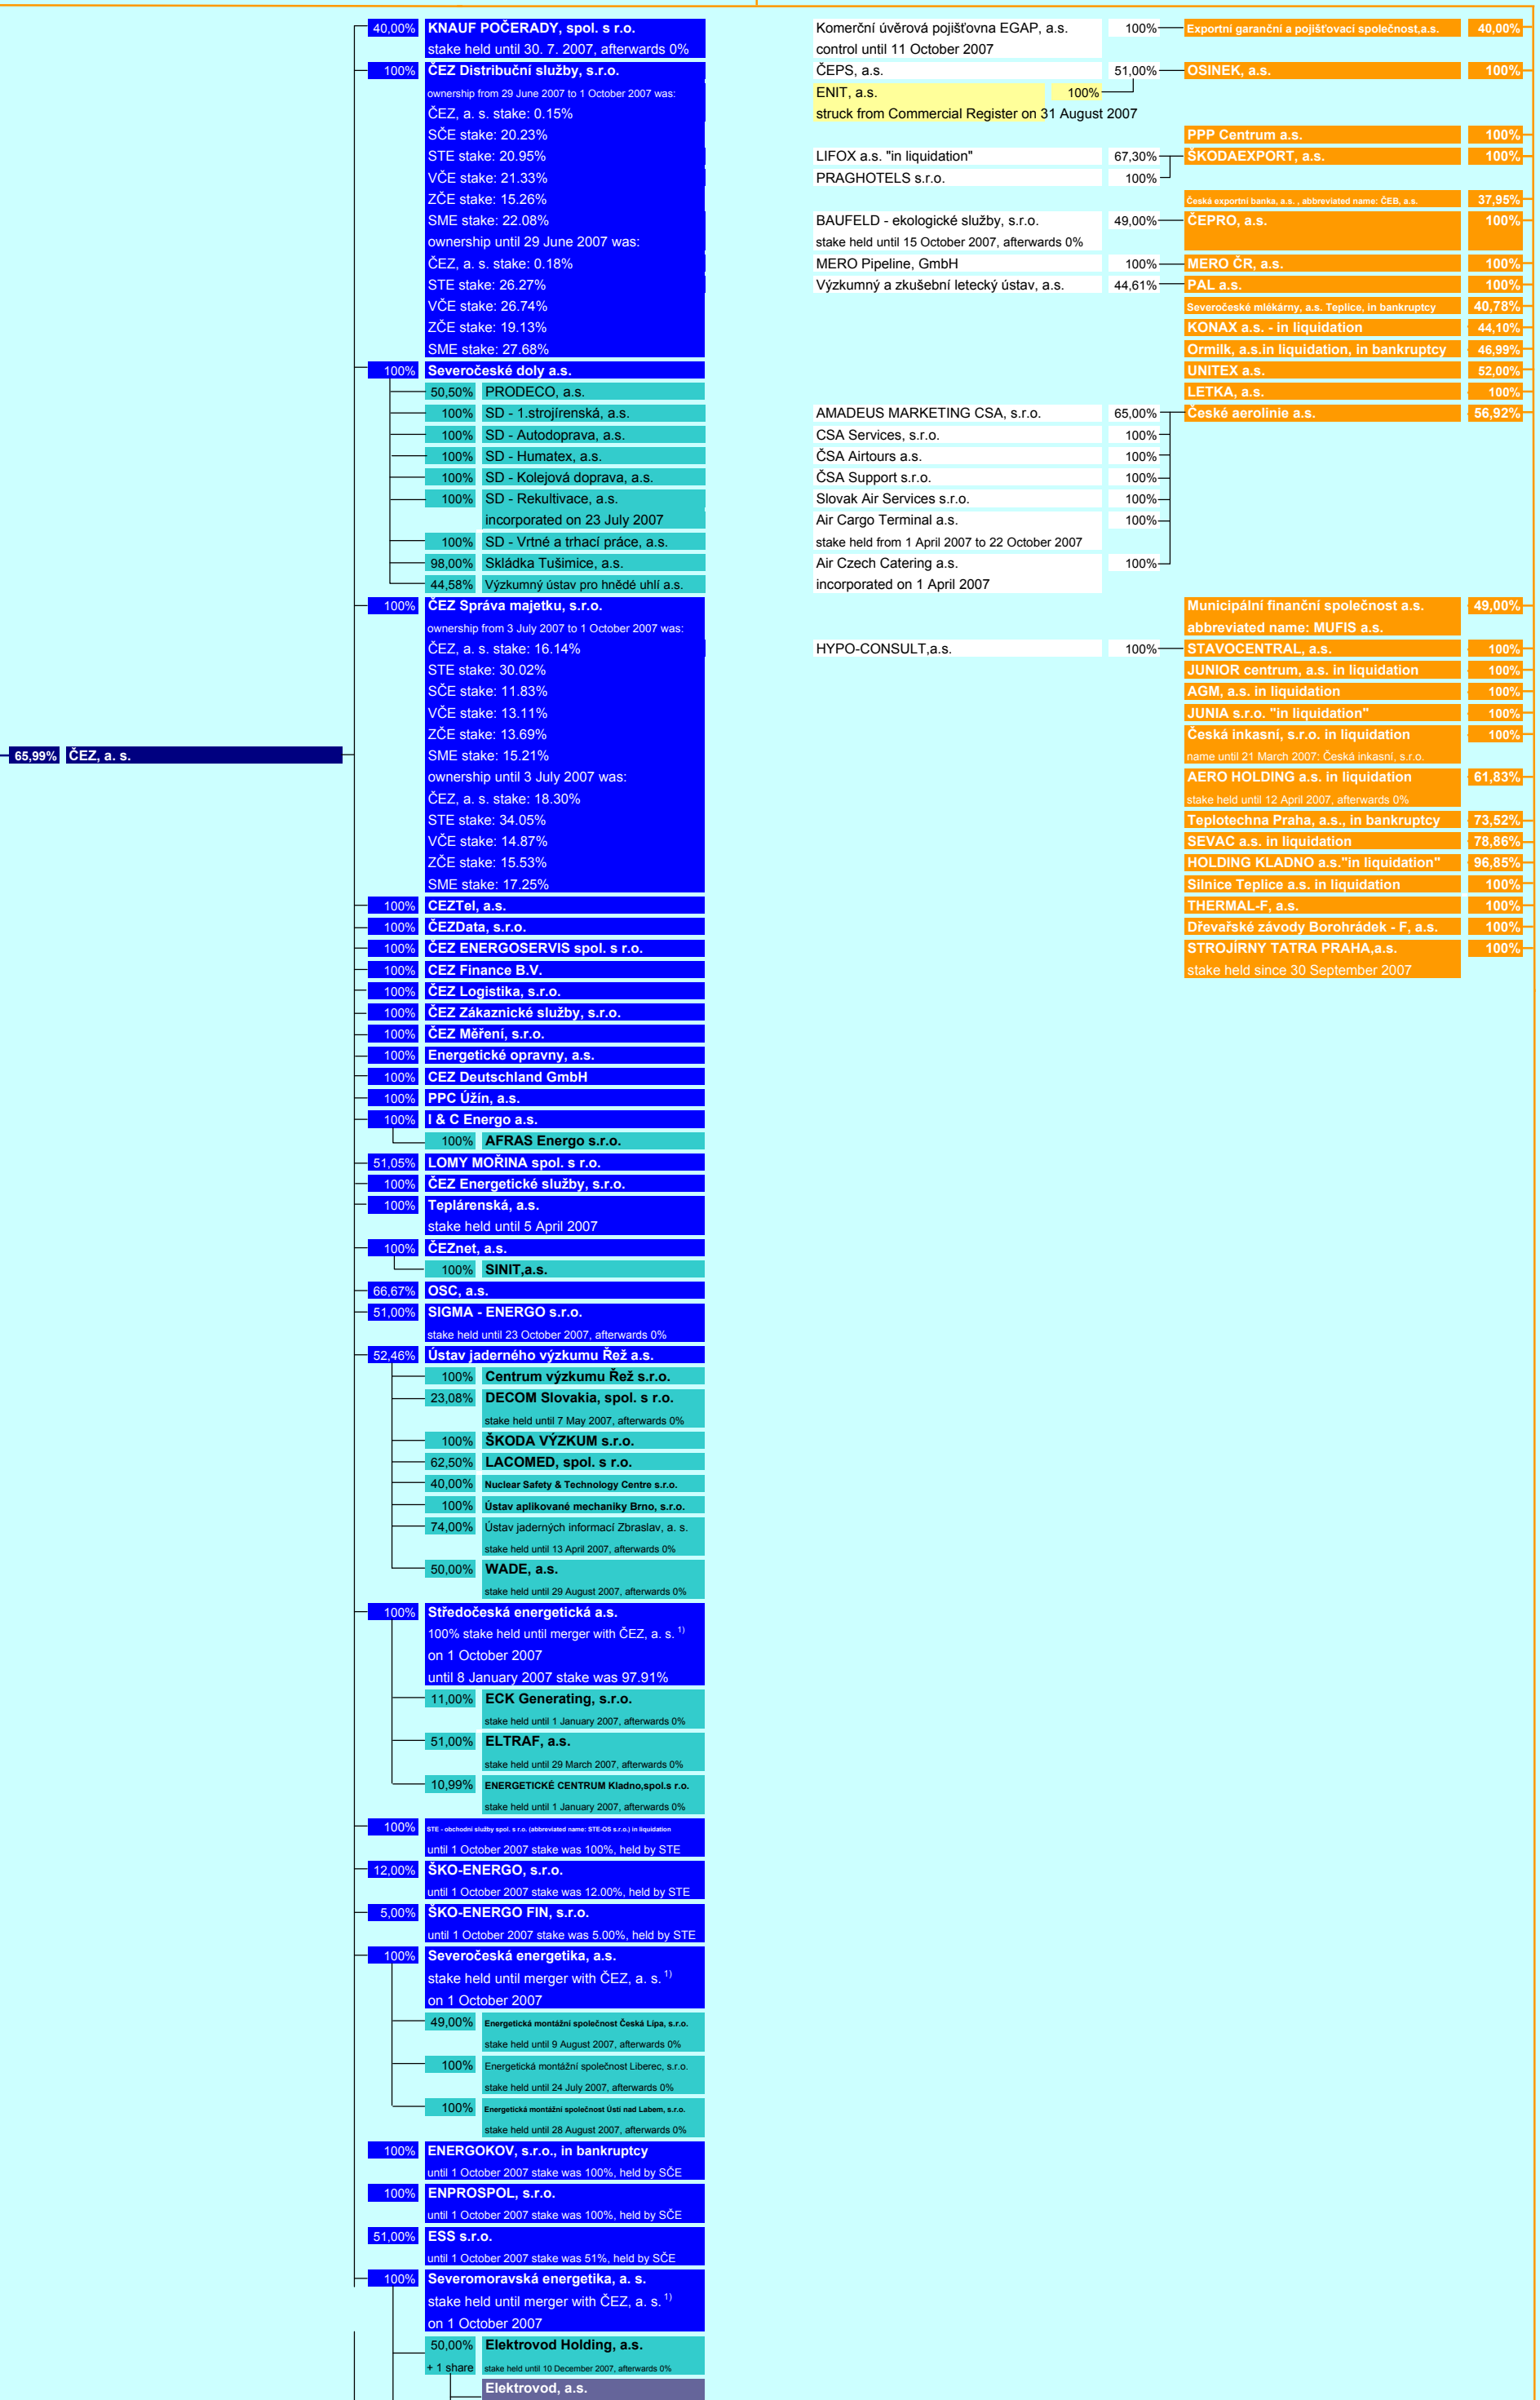 65,99% ČEZ, a. s.
40,00% KNAUF POČERADY, spol. s r.o.
stake held until 30. 7. 2007, afterwards 0%
100% ČEZ Distribuční služby, s.r.o.
ownership from 29 June 2007 to 1 October 2007 was:
ČEZ, a. s. stake: 0.15%
SČE stake: 20.23%
STE stake: 20.95%
VČE stake: 21.33%
ZČE stake: 15.26%
SME stake: 22.08%
ownership until 29 June 2007 was:
ČEZ, a. s. stake: 0.18%
STE stake: 26.27%
VČE stake: 26.74%
ZČE stake: 19.13%
SME stake: 27.68%
100% Severočeské doly a.s.
50,50% PRODECO, a.s.
100% SD - 1.strojírenská, a.s.
100% SD - Autodoprava, a.s.
100% SD - Humatex, a.s.
100% SD - Kolejová doprava, a.s.
100% SD - Rekultivace, a.s.
incorporated on 23 July 2007
100% SD - Vrtné a trhací práce, a.s.
98,00% Skládka Tušimice, a.s.
44,58% Výzkumný ústav pro hnědé uhlí a.s.
100% ČEZ Správa majetku, s.r.o.
ownership from 3 July 2007 to 1 October 2007 was:
ČEZ, a. s. stake: 16.14%
STE stake: 30.02%
SČE stake: 11.83%
VČE stake: 13.11%
ZČE stake: 13.69%
SME stake: 15.21%
ownership until 3 July 2007 was:
ČEZ, a. s. stake: 18.30%
STE stake: 34.05%
VČE stake: 14.87%
ZČE stake: 15.53%
SME stake: 17.25%
100% CEZTel, a.s.
100% ČEZData, s.r.o.
100% ČEZ ENERGOSERVIS spol. s r.o.
100% CEZ Finance B.V.
100% ČEZ Logistika, s.r.o.
100% ČEZ Zákaznické služby, s.r.o.
100% ČEZ Měření, s.r.o.
100% Energetické opravny, a.s.
100% CEZ Deutschland GmbH
100% PPC Úžín, a.s.
100% I & C Energo a.s.
100% AFRAS Energo s.r.o.
51,05% LOMY MOŘINA spol. s r.o.
100% ČEZ Energetické služby, s.r.o.
100% Teplárenská, a.s.
stake held until 5 April 2007
100% ČEZnet, a.s.
100% SINIT,a.s.
66,67% OSC, a.s.
51,00% SIGMA - ENERGO s.r.o.
stake held until 23 October 2007, afterwards 0%
52,46% Ústav jaderného výzkumu Řež a.s.
100% Centrum výzkumu Řež s.r.o.
23,08% DECOM Slovakia, spol. s r.o.
stake held until 7 May 2007, afterwards 0%
100% ŠKODA VÝZKUM s.r.o.
62,50% LACOMED, spol. s r.o.
40,00% Nuclear Safety & Technology Centre s.r.o.
100% Ústav aplikované mechaniky Brno, s.r.o.
74,00% Ústav jaderných informací Zbraslav, a. s.
stake held until 13 April 2007, afterwards 0%
50,00% WADE, a.s.
stake held until 29 August 2007, afterwards 0%
100% Středočeská energetická a.s.
100% stake held until merger with ČEZ, a. s. 1)
on 1 October 2007
until 8 January 2007 stake was 97.91%
11,00% ECK Generating, s.r.o.
stake held until 1 January 2007, afterwards 0%
51,00% ELTRAF, a.s.
stake held until 29 March 2007, afterwards 0%
10,99% ENERGETICKÉ CENTRUM Kladno,spol.s r.o.
stake held until 1 January 2007, afterwards 0%
100% STE - obchodní služby spol. s r.o. (abbreviated name: STE-OS s.r.o.) in liquidation
until 1 October 2007 stake was 100%, held by STE
12,00% ŠKO-ENERGO, s.r.o.
until 1 October 2007 stake was 12.00%, held by STE
5,00% ŠKO-ENERGO FIN, s.r.o.
until 1 October 2007 stake was 5.00%, held by STE
100% Severočeská energetika, a.s.
stake held until merger with ČEZ, a. s. 1)
on 1 October 2007
49,00% Energetická montážní společnost Česká Lípa, s.r.o.
stake held until 9 August 2007, afterwards 0%
100% Energetická montážní společnost Liberec, s.r.o.
stake held until 24 July 2007, afterwards 0%
100% Energetická montážní společnost Ústí nad Labem, s.r.o.
stake held until 28 August 2007, afterwards 0%
100% ENERGOKOV, s.r.o., in bankruptcy
until 1 October 2007 stake was 100%, held by SČE
100% ENPROSPOL, s.r.o.
until 1 October 2007 stake was 100%, held by SČE
51,00% ESS s.r.o.
until 1 October 2007 stake was 51%, held by SČE
100% Severomoravská energetika, a. s.
stake held until merger with ČEZ, a. s. 1)
on 1 October 2007
50,00% Elektrovod Holding, a.s.
+ 1 share stake held until 10 December 2007, afterwards 0%
Elektrovod, a.s.
Komerční úvěrová pojišťovna EGAP, a.s. 100% Exportní garanční a pojišťovací společnost,a.s. 40,00%
control until 11 October 2007
ČEPS, a.s. 51,00% OSINEK, a.s. 100%
ENIT, a.s. 100%
struck from Commercial Register on 31 August 2007
PPP Centrum a.s. 100%
LIFOX a.s. "in liquidation" 67,30% ŠKODAEXPORT, a.s. 100%
PRAGHOTELS s.r.o. 100%
Česká exportní banka, a.s. , abbreviated name: ČEB, a.s. 37,95%
BAUFELD - ekologické služby, s.r.o. 49,00% ČEPRO, a.s. 100%
stake held until 15 October 2007, afterwards 0%
MERO Pipeline, GmbH 100% MERO ČR, a.s. 100%
Výzkumný a zkušební letecký ústav, a.s. 44,61% PAL a.s. 100%
Severočeské mlékárny, a.s. Teplice, in bankruptcy 40,78%
KONAX a.s. - in liquidation 44,10%
Ormilk, a.s.in liquidation, in bankruptcy 46,99%
UNITEX a.s. 52,00%
LETKA, a.s. 100%
AMADEUS MARKETING CSA, s.r.o. 65,00% České aerolinie a.s. 56,92%
CSA Services, s.r.o. 100%
ČSA Airtours a.s. 100%
ČSA Support s.r.o. 100%
Slovak Air Services s.r.o. 100%
Air Cargo Terminal a.s. 100%
stake held from 1 April 2007 to 22 October 2007
Air Czech Catering a.s. 100%
incorporated on 1 April 2007
Municipální finanční společnost a.s. 49,00%
abbreviated name: MUFIS a.s.
HYPO-CONSULT,a.s. 100% STAVOCENTRAL, a.s. 100%
JUNIOR centrum, a.s. in liquidation 100%
AGM, a.s. in liquidation 100%
JUNIA s.r.o. "in liquidation" 100%
Česká inkasní, s.r.o. in liquidation 100%
name until 21 March 2007: Česká inkasní, s.r.o.
AERO HOLDING a.s. in liquidation 61,83%
stake held until 12 April 2007, afterwards 0%
Teplotechna Praha, a.s., in bankruptcy 73,52%
SEVAC a.s. in liquidation 78,86%
HOLDING KLADNO a.s."in liquidation" 96,85%
Silnice Teplice a.s. in liquidation 100%
THERMAL-F, a.s. 100%
Dřevařské závody Borohrádek - F, a.s. 100%
STROJÍRNY TATRA PRAHA,a.s. 100%
stake held since 30 September 2007